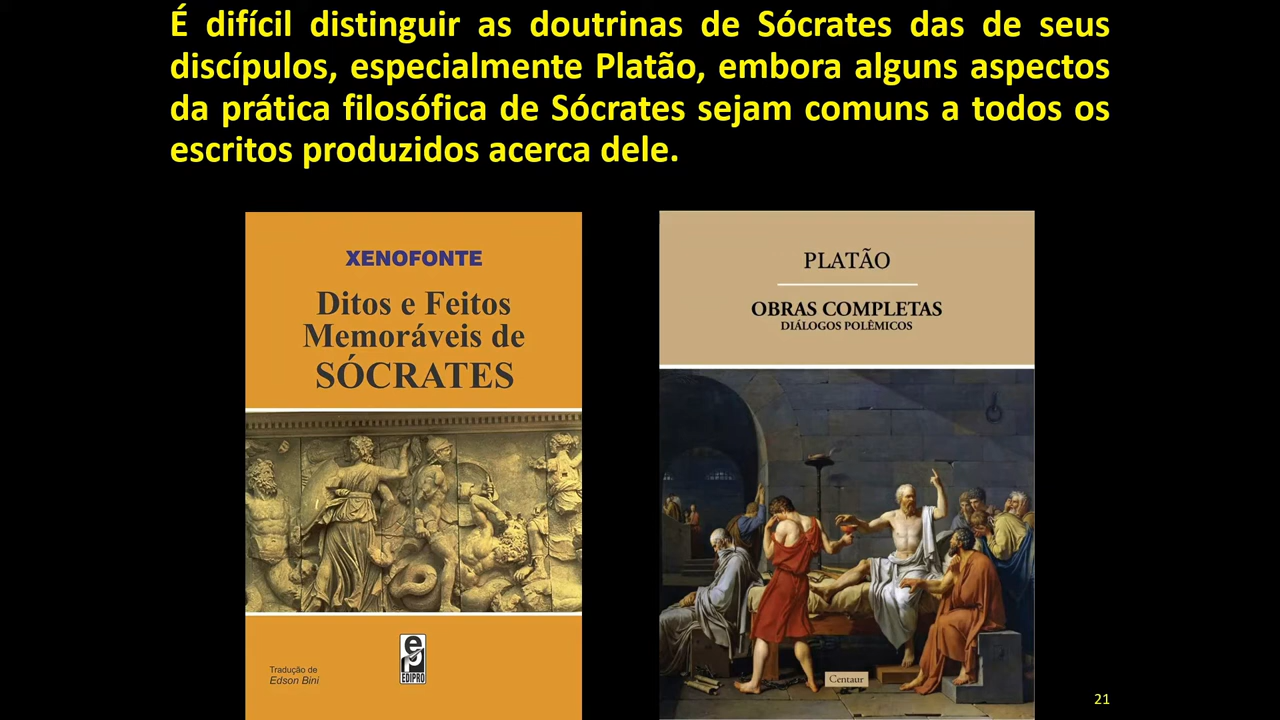 É difícil distinguir as doutrinas de Sócrates das de seus
discípulos, especialmente Platão, embora alguns aspectos
da prática filosófica de Sócrates sejam comuns a todos os
escritos produzidos acerca dele.
XENOFONTE
Ditos e Feitos
Memoráveis de
SÓCRATES
Tradução de
Edson Bini
EDIPRO
PLATÃO
OBRAS COMPLETAS
DIÁLOGOS POLÊMICOS
Centaur
21